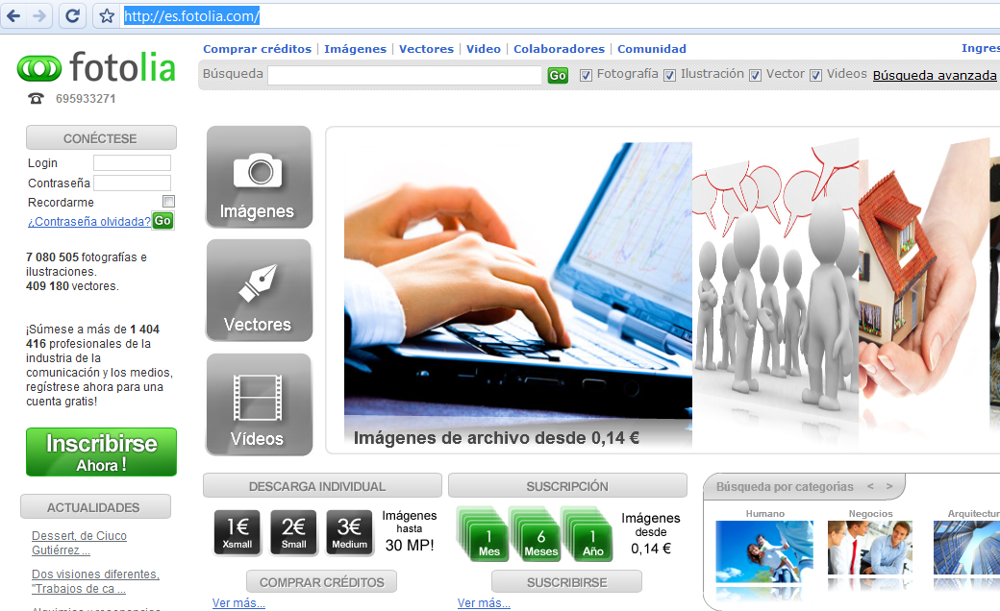 http://es.fotolia.com/
fotolia
695933271
Comprar créditos | Imágenes | Vectores | Video | Colaboradores | Comunidad
Ingres
Búsqueda Go Fotografía Ilustración Vector Videos Búsqueda avanzada
CONÉCTESE
Login
Contraseña
Recordarme
¿Contraseña olvidada? Go
7 080 505 fotografías e
ilustraciones.
409 180 vectores.
¡Súmese a más de 1 404
416 profesionales de la
industria de la
comunicación y los medios,
regístrese ahora para una
cuenta gratis!
Inscribirse
Ahora !
ACTUALIDADES
Dessert, de Ciuco
Gutiérrez ...
Dos visiones diferentes,
"Trabajos de ca ...
Imágenes
Vectores
Vídeos
Imágenes de archivo desde 0,14 €
DESCARGA INDIVIDUAL
1€
Xsmall
2€
Small
3€
Medium
Imágenes
hasta
30 MP!
COMPRAR CRÉDITOS
Ver más...
SUSCRIPCIÓN
1
Mes
6
Meses
1
Año
Imágenes
desde
0,14 €
SUSCRIBIRSE
Ver más...
Búsqueda por categorias < >
Humano
Negocios
Arquitectur